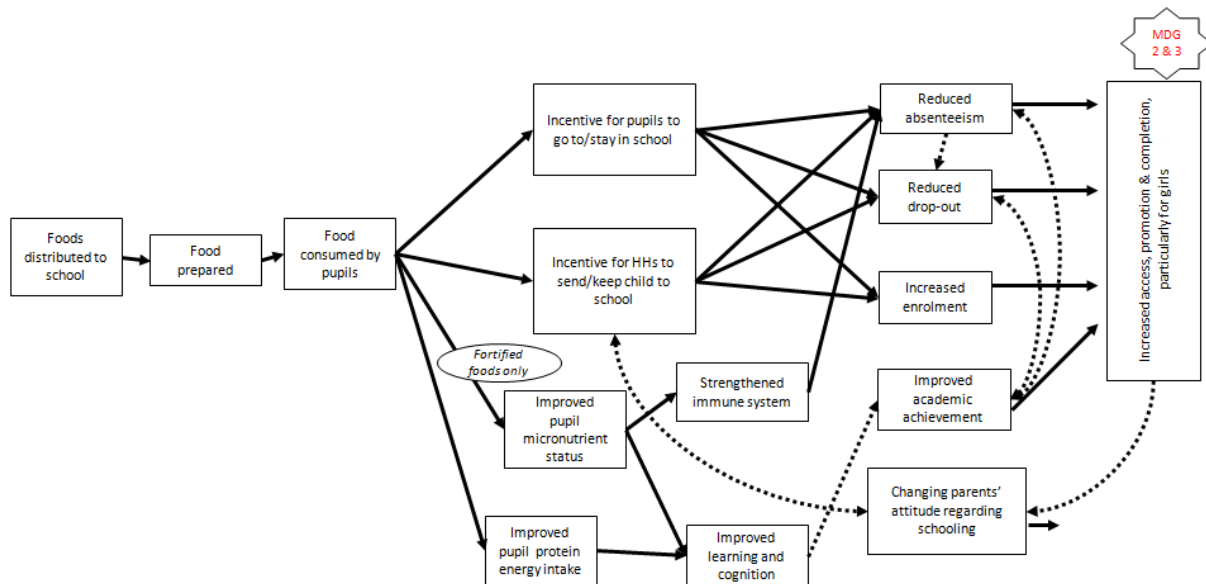 MDG
2 & 3
Foods
distributed to
school
Food
prepared
Food
consumed by
pupils
Incentive for pupils to
go to/stay in school
Incentive for HHs to
send/keep child to
school
Fortified
foods only
Improved
pupil
micronutrient
status
Improved
pupil protein
energy intake
Strengthened
immune system
Improved
learning and
cognition
Reduced
absenteeism
Reduced
drop-out
Increased
enrolment
Improved
academic
achievement
Changing parents’
attitude regarding
schooling
Increased access, promotion & completion,
particularly for girls